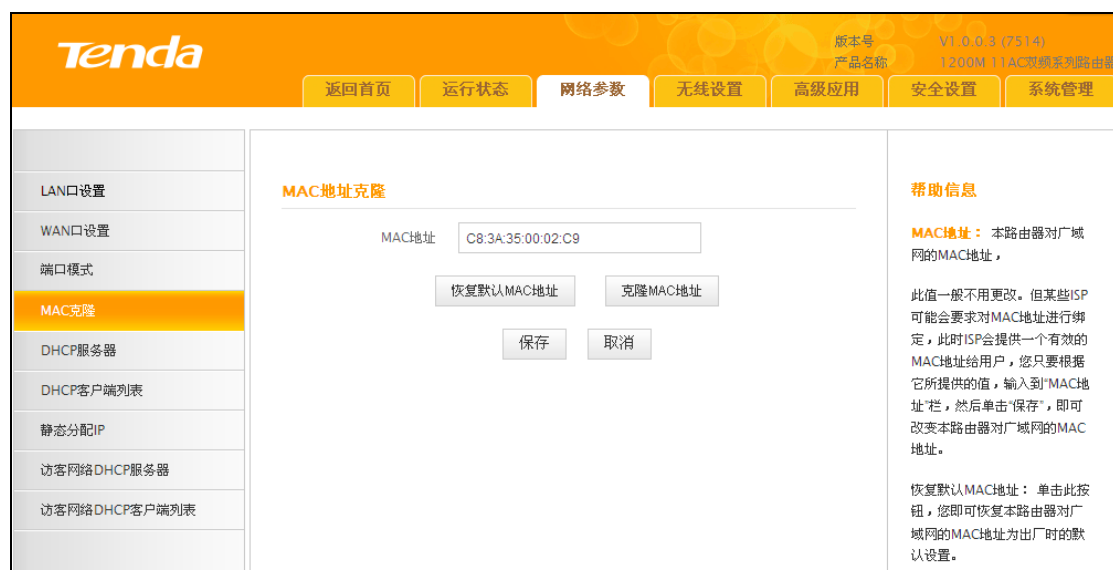 Tenda
版本号 V1.0.0.3 (7514)
产品名称 1200M 11AC双频系列路由器
返回首页 运行状态 网络参数 无线设置 高级应用 安全设置 系统管理
LAN口设置
WAN口设置
端口模式
MAC克隆
DHCP服务器
DHCP客户端列表
静态分配IP
访客网络DHCP服务器
访客网络DHCP客户端列表
MAC地址克隆
MAC地址 C8:3A:35:00:02:C9
恢复默认MAC地址 克隆MAC地址
保存 取消
帮助信息
MAC地址： 本路由器对广域
网的MAC地址，
此值一般不用更改。但某些ISP
可能会要求对MAC地址进行绑
定，此时ISP会提供一个有效的
MAC地址给用户，您只要根据
它所提供的值，输入到“MAC地
址”栏，然后单击“保存”，即可
改变本路由器对广域网的MAC
地址。
恢复默认MAC地址： 单击此按
钮，您即可恢复本路由器对广
域网的MAC地址为出厂时的默
认设置。